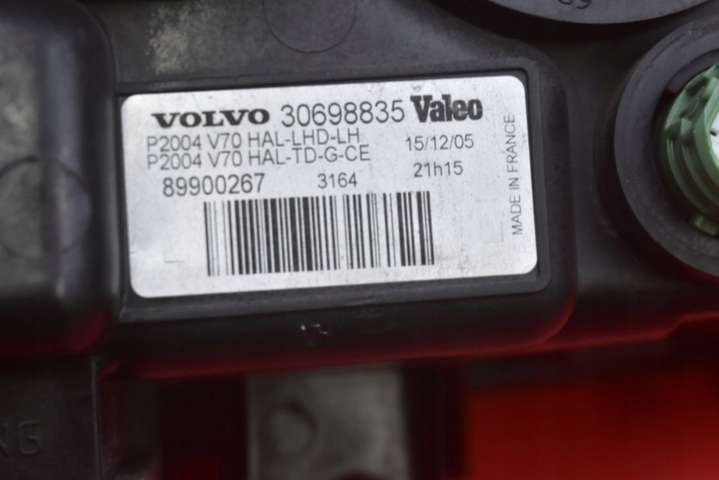 VOLVO 30698835 Valeo
P2004 V70 HAL-LHD-LH 15/12/05
P2004 V70 HAL-TD-G-CE
89900267 3164 21h15
MADE IN FRANCE